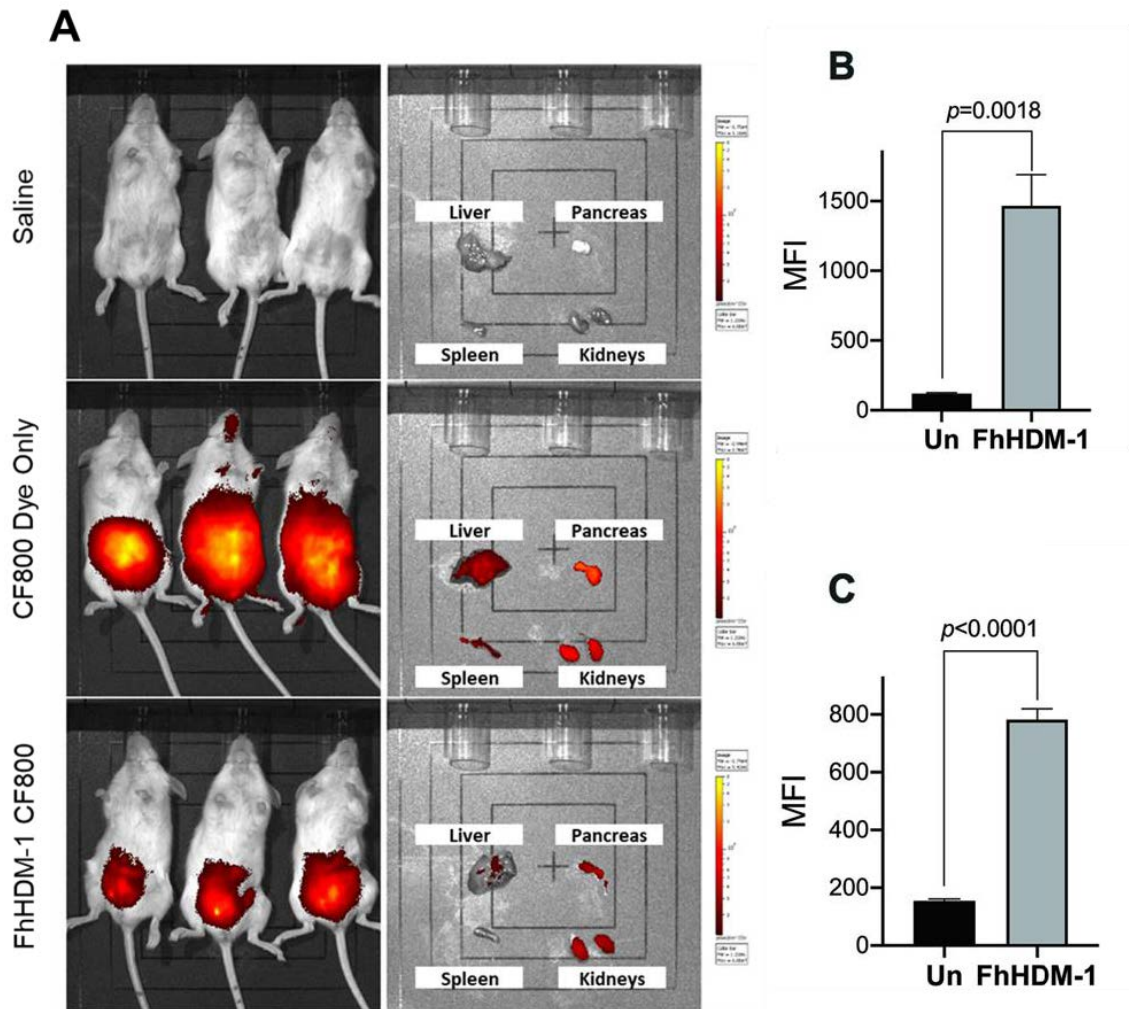 A
Saline
Liver
Pancreas
Spleen
Kidneys
CF800 Dye Only
Liver
Pancreas
Spleen
Kidneys
FhHDM-1 CF800
Liver
Pancreas
Spleen
Kidneys
B
p=0.0018
MFI
1500
1000
500
0
Un
FhHDM-1
C
p<0.0001
MFI
800
600
400
200
0
Un
FhHDM-1